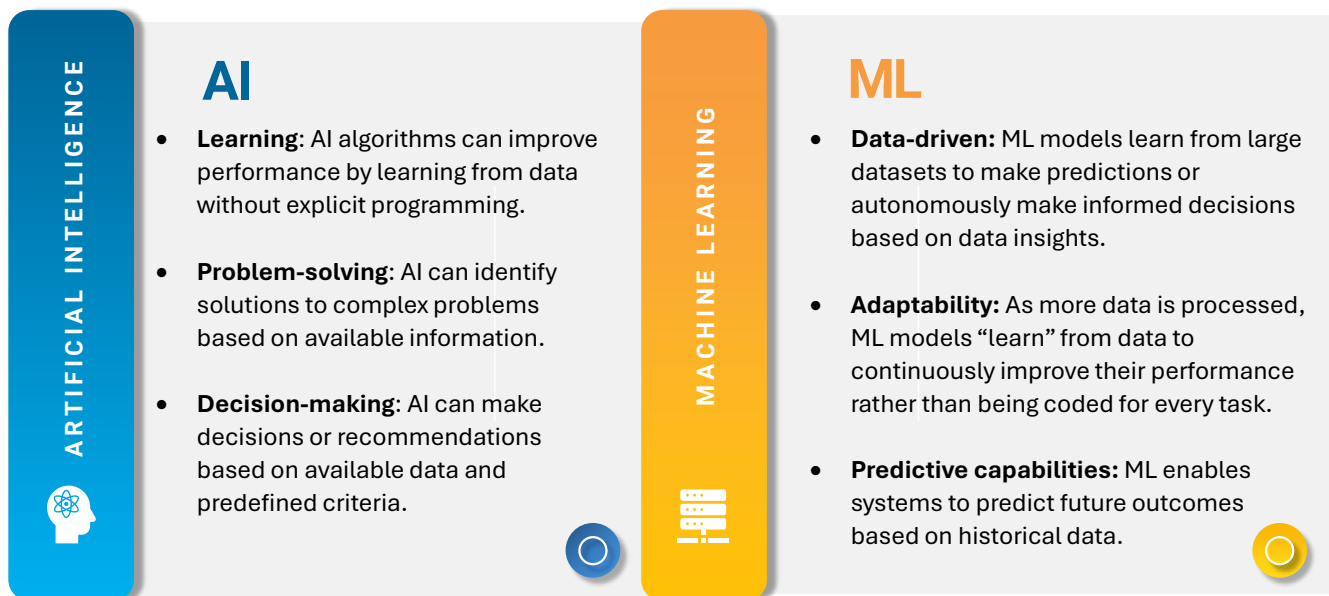 ARTIFICIAL INTELLIGENCE
AI
• Learning: AI algorithms can improve
performance by learning from data
without explicit programming.
• Problem-solving: AI can identify
solutions to complex problems
based on available information.
• Decision-making: AI can make
decisions or recommendations
based on available data and
predefined criteria.
MACHINE LEARNING
ML
• Data-driven: ML models learn from large
datasets to make predictions or
autonomously make informed decisions
based on data insights.
• Adaptability: As more data is processed,
ML models “learn” from data to
continuously improve their performance
rather than being coded for every task.
• Predictive capabilities: ML enables
systems to predict future outcomes
based on historical data.